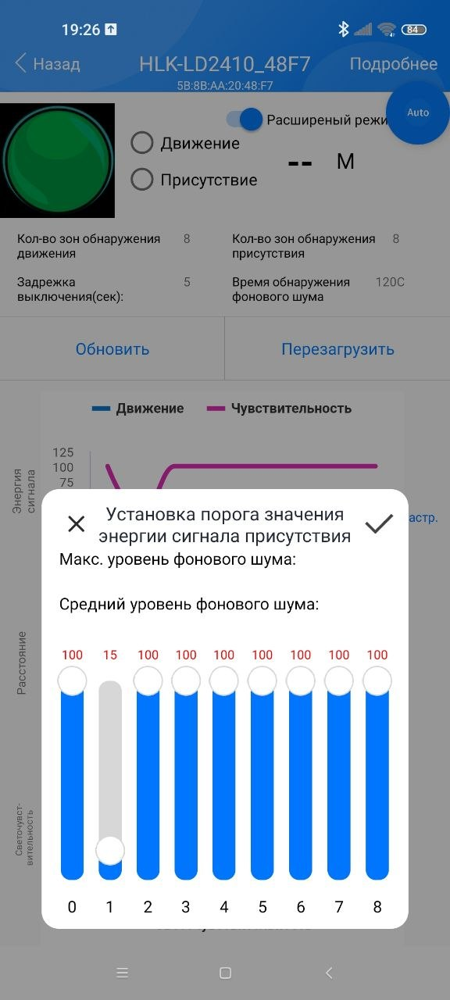 19:26
84
Назад
HLK-LD2410_48F7
Подробнее
5B:8B:AA:20:48:F7
Расширеный режи
Auto
Движение
-- М
Присутствие
Кол-во зон обнаружения
движения
8
Кол-во зон обнаружения
присутствия
8
Задрежка
выключения(сек):
5
Время обнаружения
фонового шума
120С
Обновить
Перезагрузить
Движение
Чувствительность
125
100
75
Энергия
сигнала
астр.
Установка порога значения
энергии сигнала присутствия
Макс. уровень фонового шума:
Средний уровень фонового шума:
Расстояние
100 15 100 100 100 100 100 100 100
Светочувст-
вительность
0 1 2 3 4 5 6 7 8